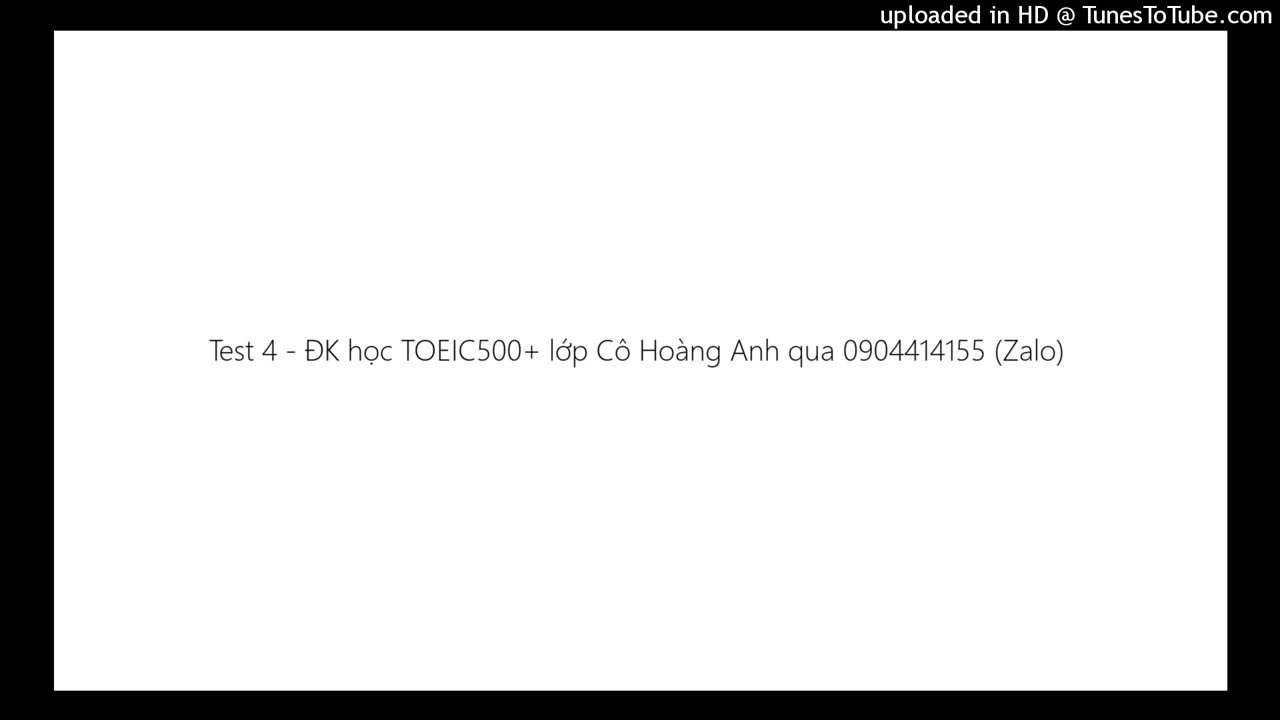 uploaded in HD @ TunesToTube.com
Test 4 - ĐK học TOEIC500+ lớp Cô Hoàng Anh qua 0904414155 (Zalo)